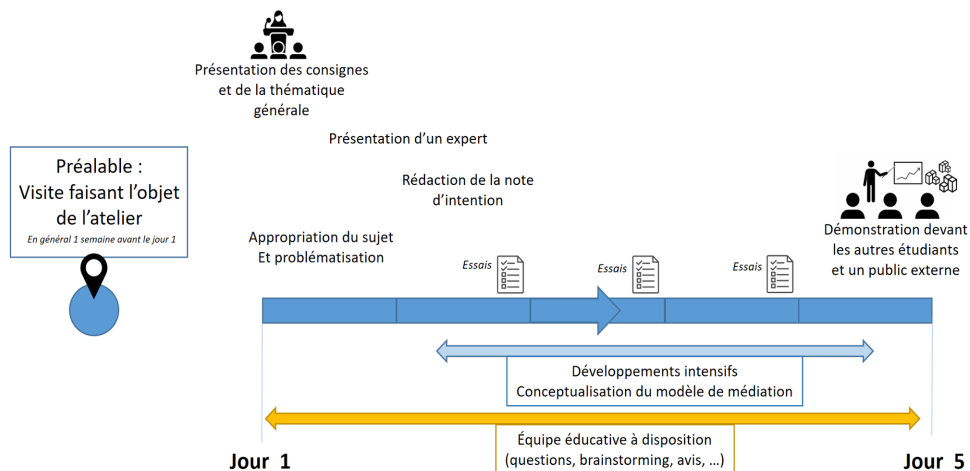 Présentation des consignes
et de la thématique
générale
Présentation d'un expert
Préalable :
Visite faisant l'objet
de l'atelier
En général 1 semaine avant le jour 1
Rédaction de la note
d'intention
Appropriation du sujet
Et problématisation
Essais
Essais
Essais
Démonstration devant
les autres étudiants
et un public externe
Développements intensifs
Conceptualisation du modèle de médiation
Équipe éducative à disposition
(questions, brainstorming, avis, ...)
Jour 1
Jour 5